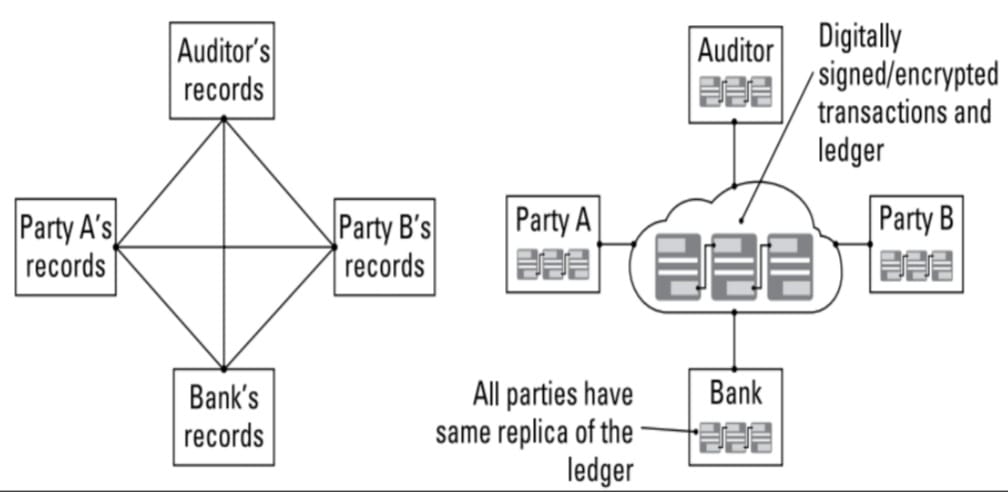 Auditor's
records
Party A's
records
Party B's
records
Bank's
records
Auditor
Digitally
signed/encrypted
transactions and
ledger
Party A
Party B
Bank
All parties have
same replica of the
ledger